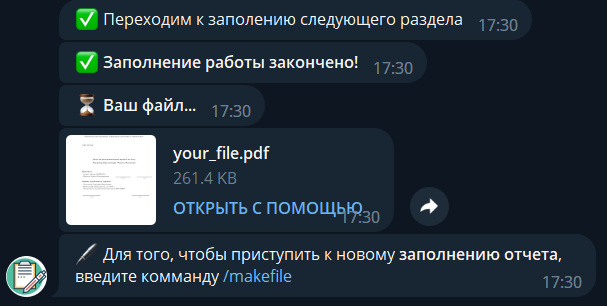 ✅ Переходим к заполению следующего раздела 17:30
✅ Заполнение работы закончено! 17:30
⏳ Ваш файл... 17:30
your_file.pdf
261.4 KB
ОТКРЫТЬ С ПОМОЩЬЮ 17:30
Для того, чтобы приступить к новому заполнению отчета,
введите комманду /makefile 17:30